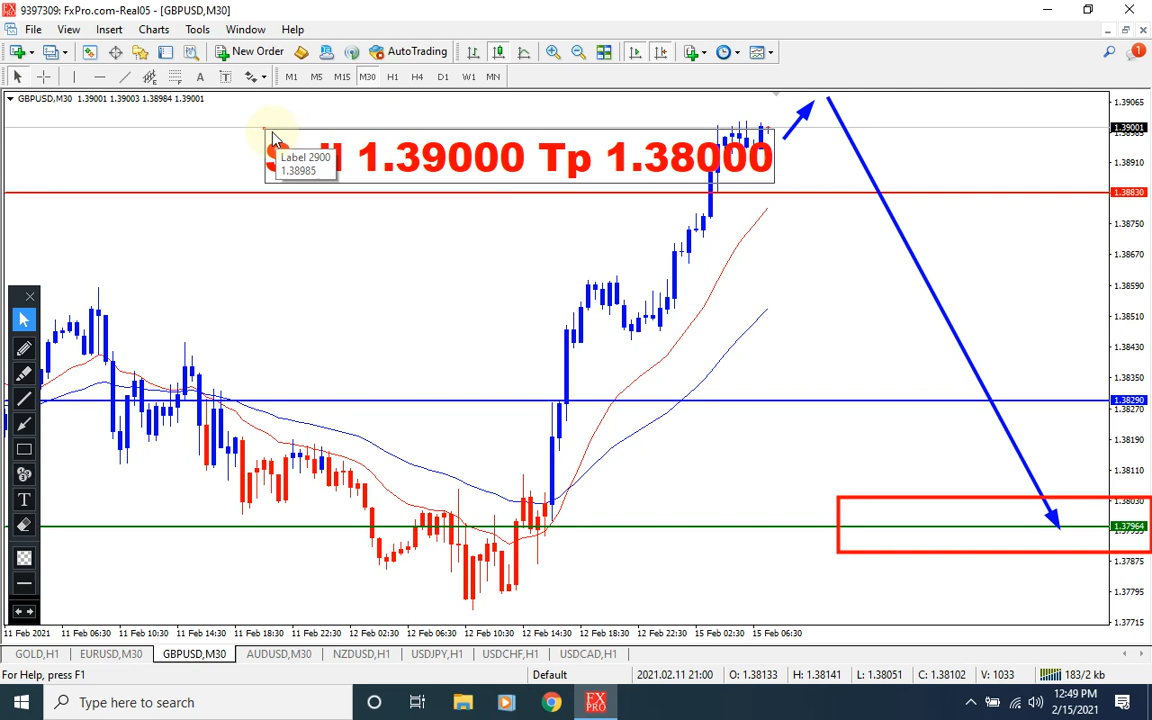 9397309: FxPro.com-Real05 - [GBPUSD,M30]
File View Insert Charts Tools Window Help
New Order AutoTrading 1
A T M1 M5 M15 M30 H1 H4 D1 W1 MN
GBPUSD,M30 1.39001 1.39003 1.38984 1.39001
1.39065
1.39001
Label 2900
1.38985
1.39000 Tp 1.38000
1.38910
1.38830
1.38750
1.38670
1.38590
1.38510
1.38430
1.38350
1.38290
1.38270
1.38190
1.38110
1.38030
1.37964
1.37875
1.37795
1.37715
T
11 Feb 2021 11 Feb 06:30 11 Feb 10:30 11 Feb 14:30 11 Feb 18:30 11 Feb 22:30 12 Feb 02:30 12 Feb 06:30 12 Feb 10:30 12 Feb 14:30 12 Feb 18:30 12 Feb 22:30 15 Feb 02:30 15 Feb 06:30
GOLD,H1 EURUSD,M30 GBPUSD,M30 AUDUSD,M30 NZDUSD,H1 USDJPY,H1 USDCHF,H1 USDCAD,H1
For Help, press F1 Default 2021.02.11 21:00 O: 1.38133 H: 1.38141 L: 1.38051 C: 1.38102 V: 1033 183/2 kb
Type here to search FX PRO 12:49 PM
2/15/2021